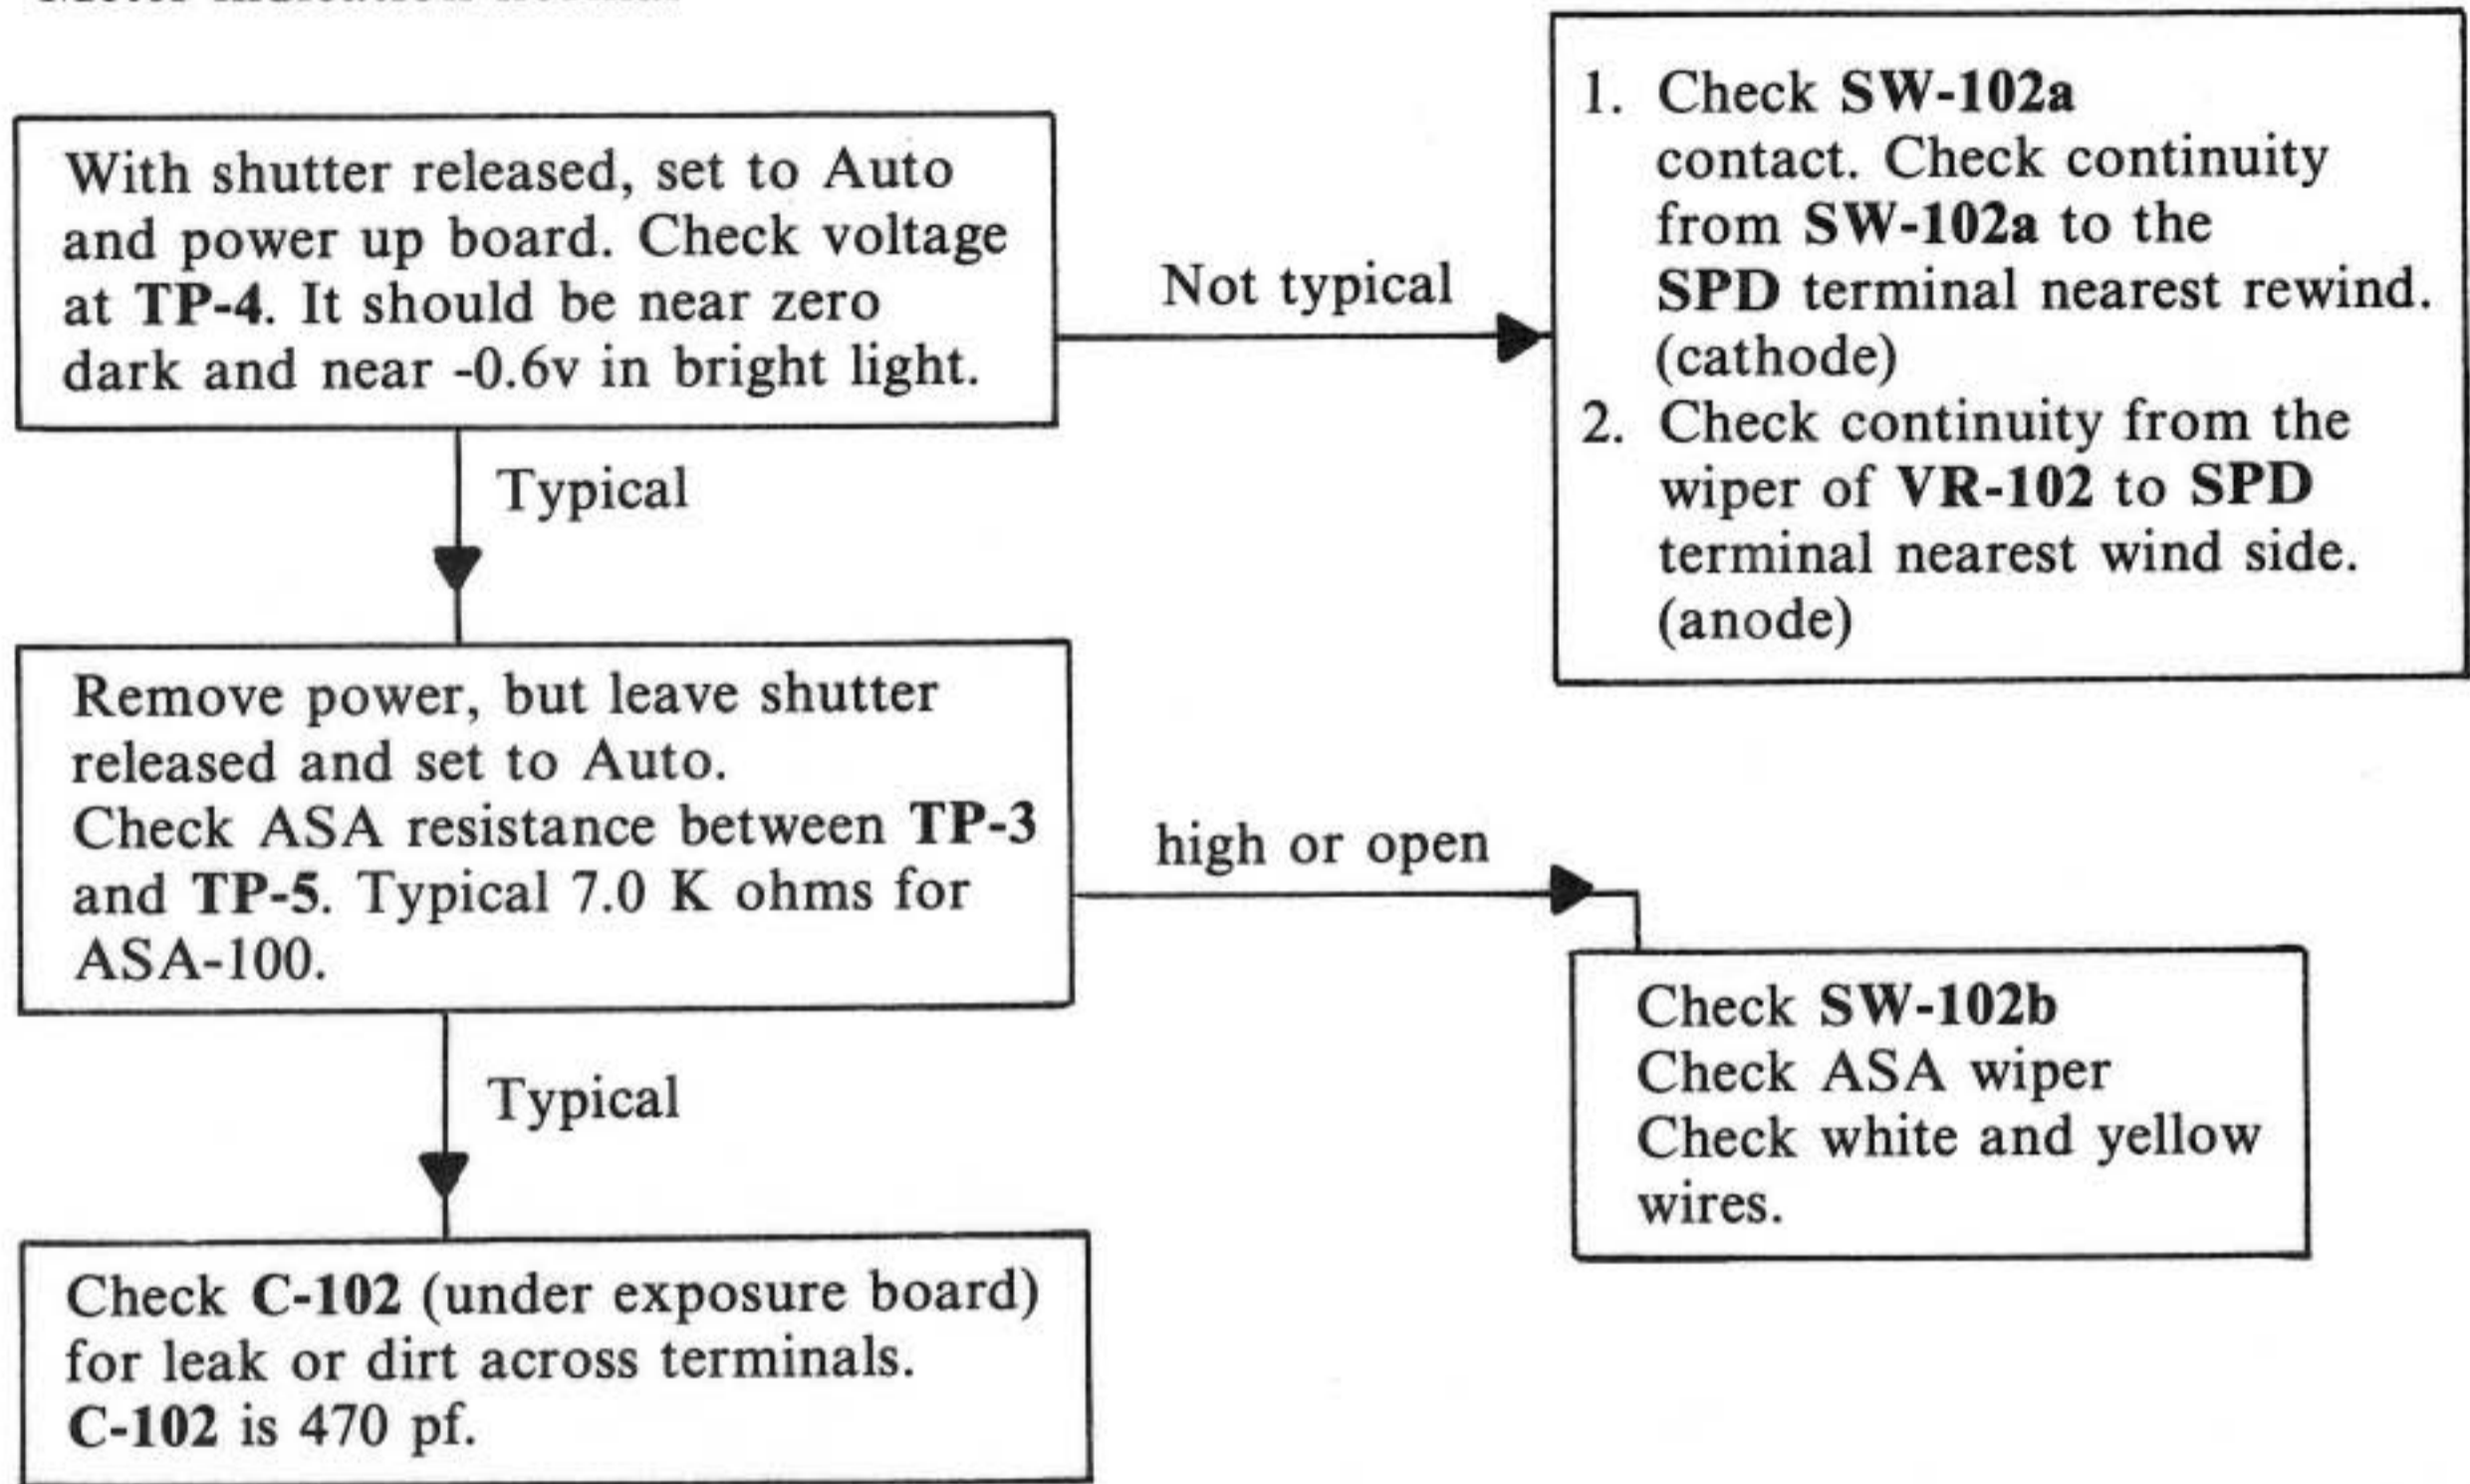 With shutter released, set to Auto
and power up board. Check voltage
at TP-4. It should be near zero
dark and near -0.6v in bright light.
Not typical
1. Check SW-102a
contact. Check continuity
from SW-102a to the
SPD terminal nearest rewind.
(cathode)
2. Check continuity from the
wiper of VR-102 to SPD
terminal nearest wind side.
(anode)
Typical
Remove power, but leave shutter
released and set to Auto.
Check ASA resistance between TP-3
and TP-5. Typical 7.0 K ohms for
ASA-100.
high or open
Check SW-102b
Check ASA wiper
Check white and yellow
wires.
Typical
Check C-102 (under exposure board)
for leak or dirt across terminals.
C-102 is 470 pf.